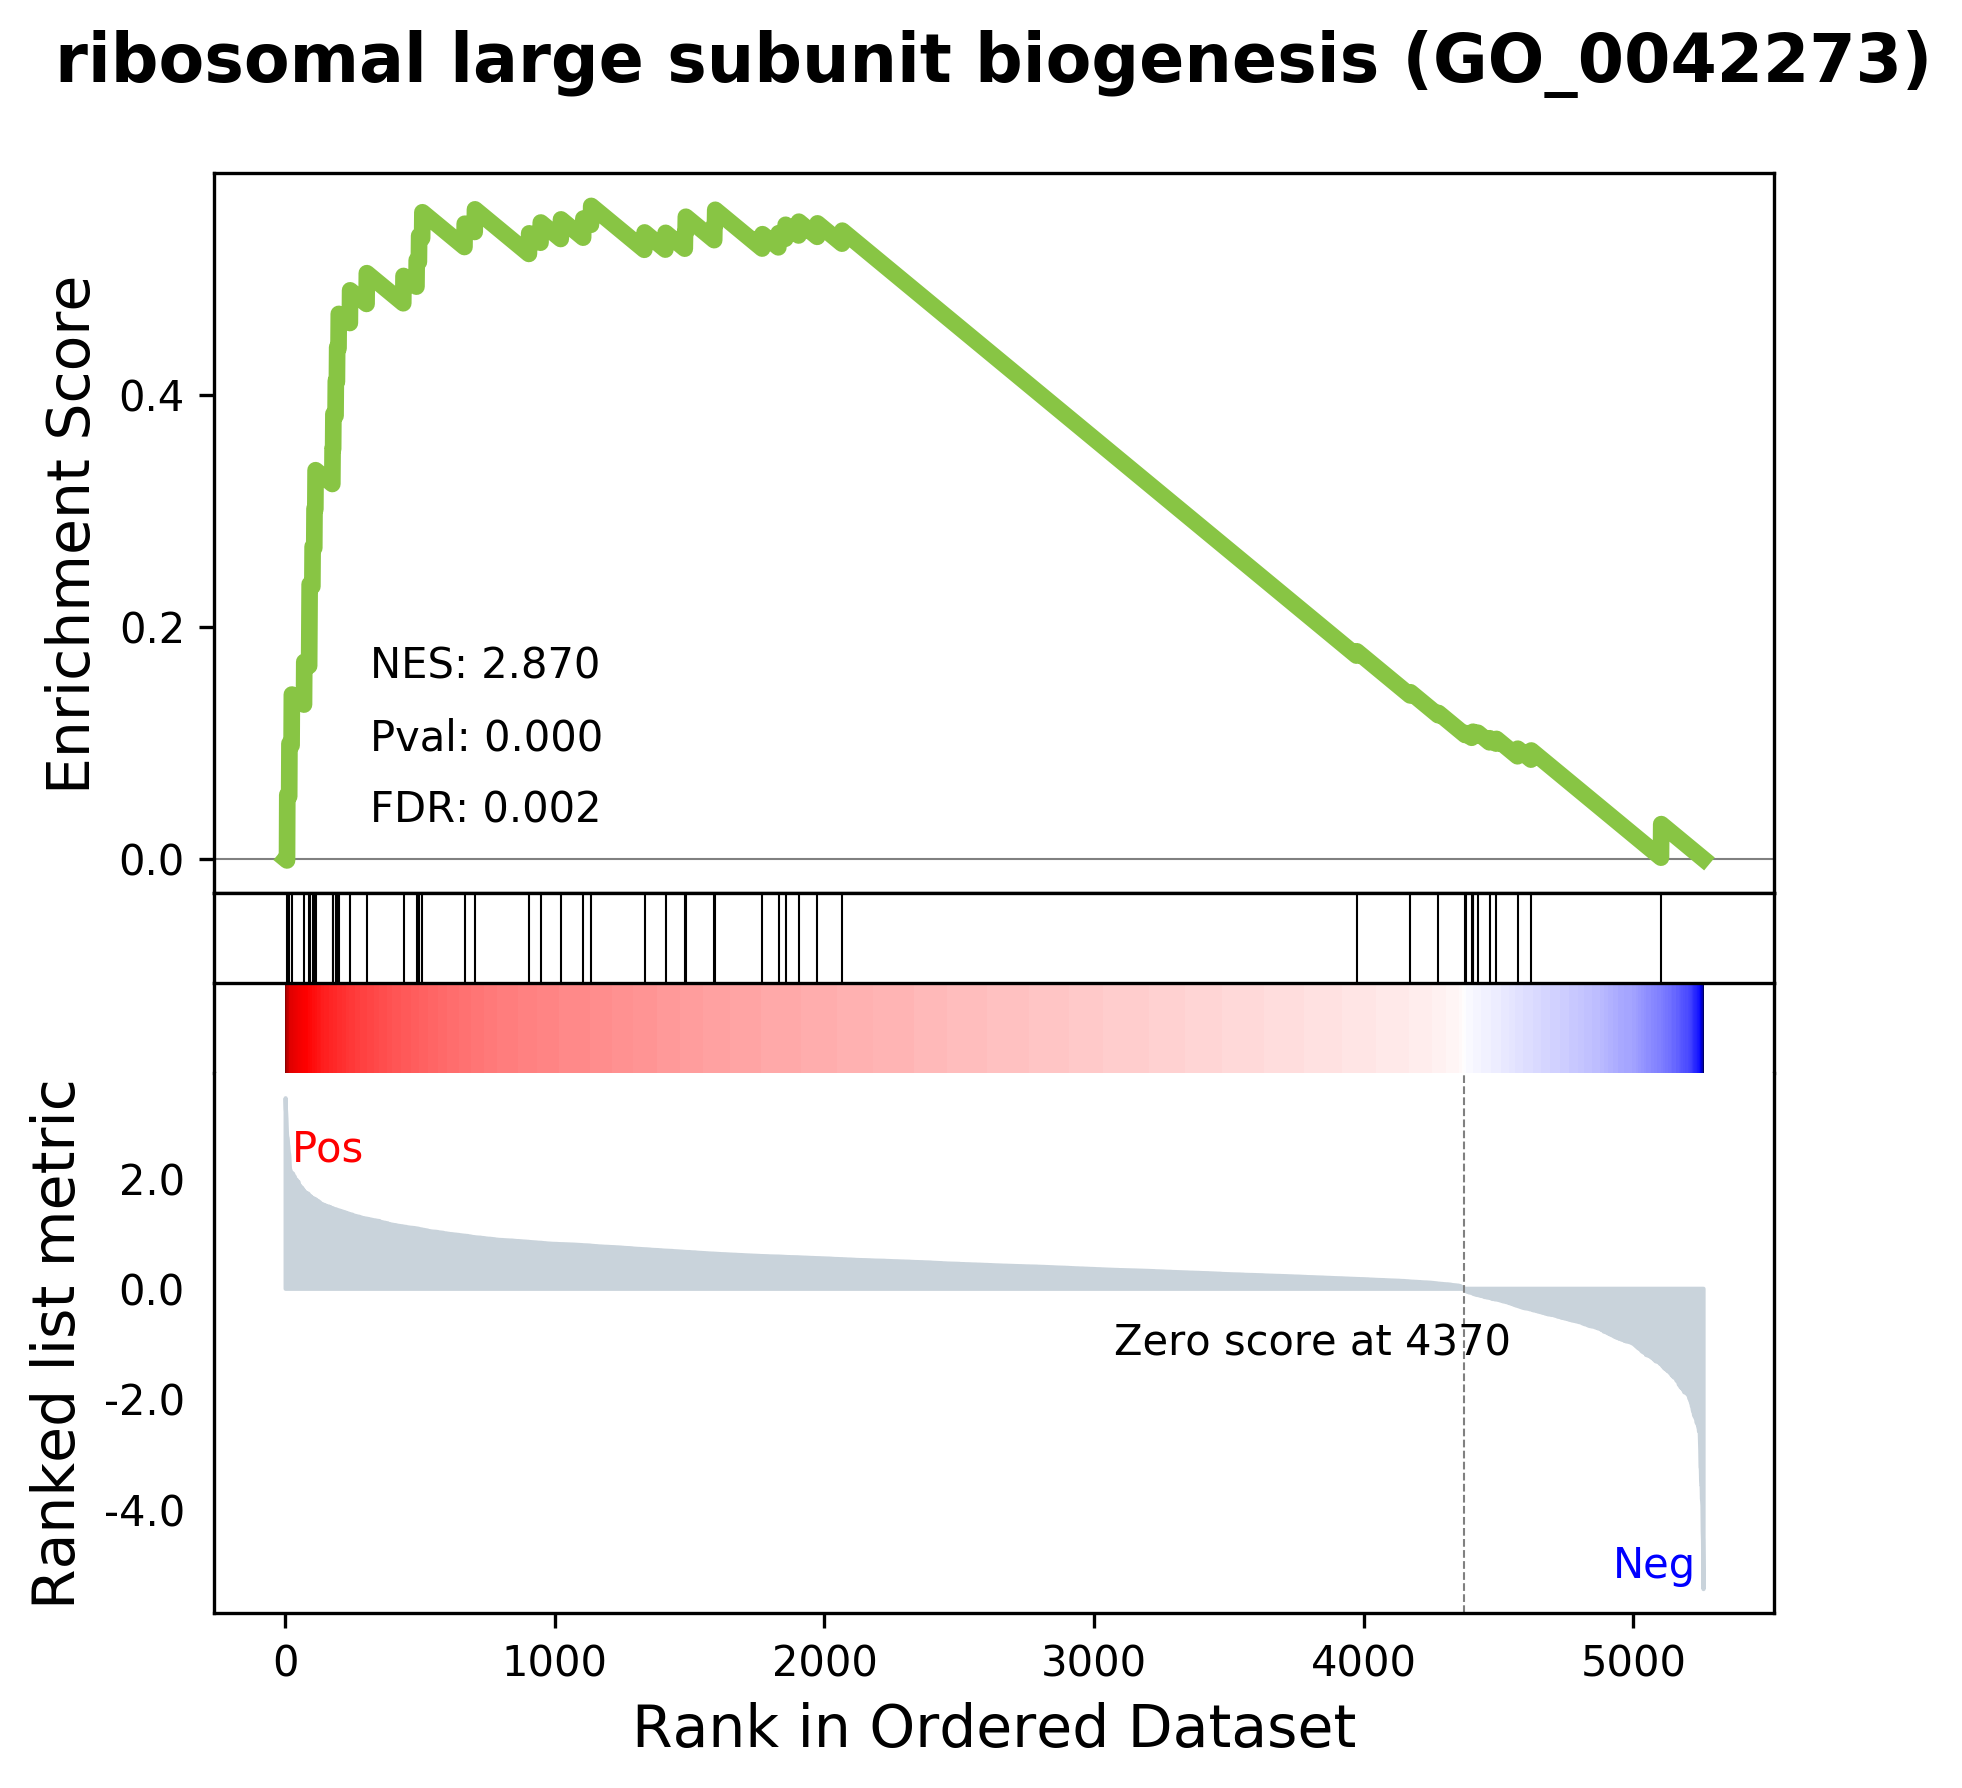 ribosomal large subunit biogenesis (GO_0042273)
Enrichment Score
0.4
0.2
0.0
NES: 2.870
Pval: 0.000
FDR: 0.002
Ranked list metric
2.0
0.0
-2.0
-4.0
Pos
Zero score at 4370
Neg
0 1000 2000 3000 4000 5000
Rank in Ordered Dataset